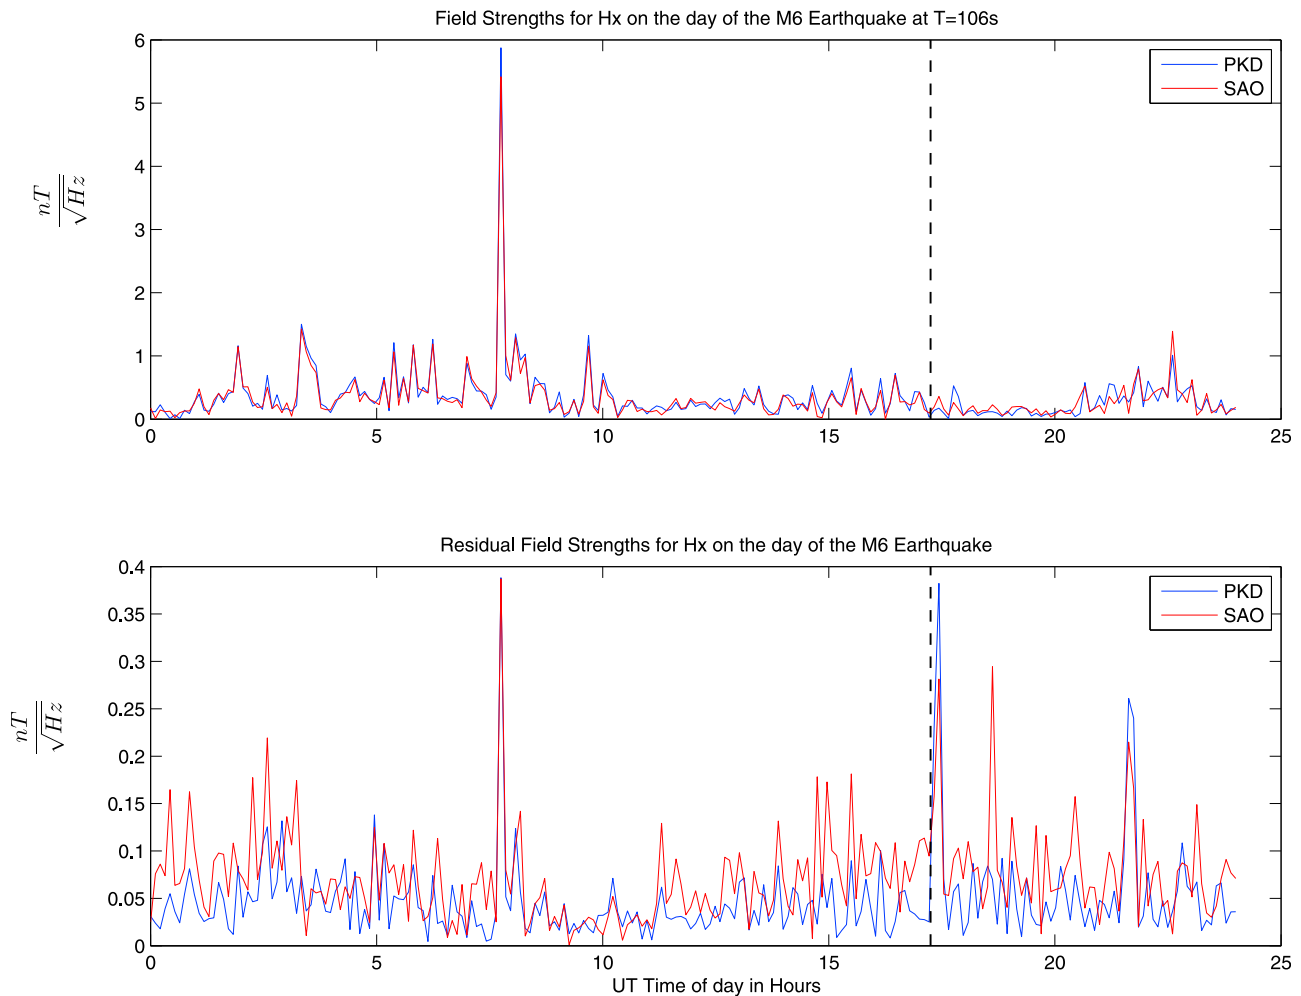 Field Strengths for Hx on the day of the M6 Earthquake at T=106s
6
5
4
3
2
1
0
nT
√Hz
PKD
SAO
0 5 10 15 20 25
Residual Field Strengths for Hx on the day of the M6 Earthquake
0.4
0.35
0.3
0.25
0.2
0.15
0.1
0.05
0
nT
√Hz
PKD
SAO
0 5 10 15 20 25
UT Time of day in Hours